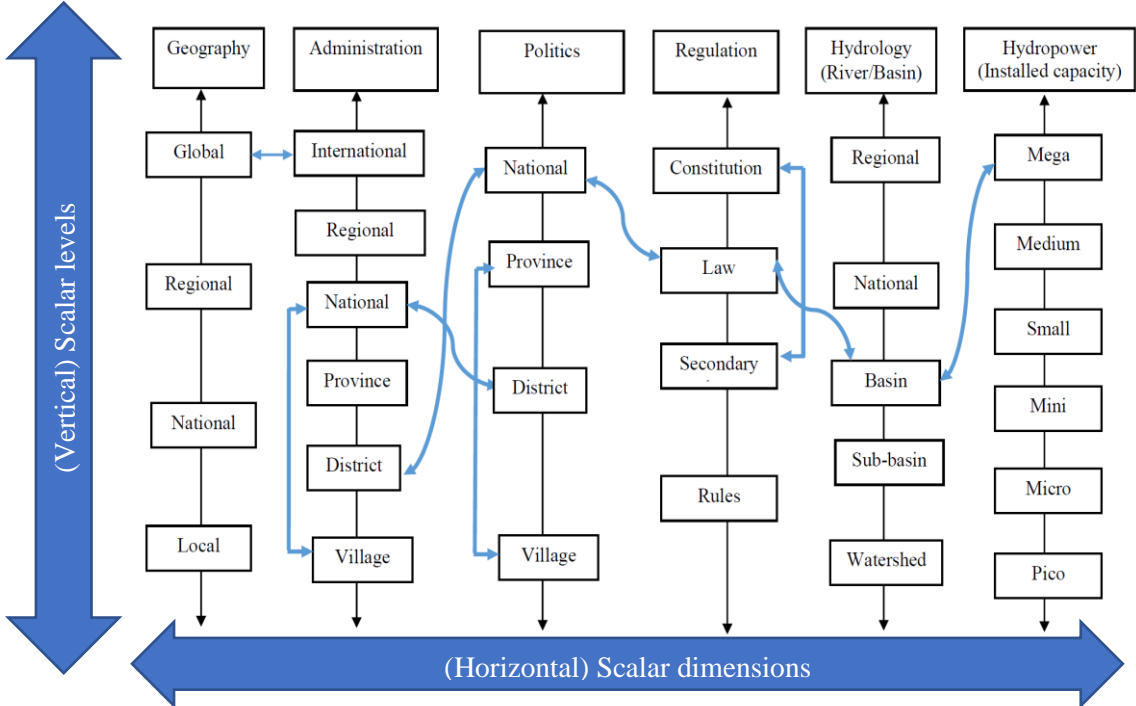 (Vertical) Scalar levels
Geography
Global
Regional
National
Local
Administration
International
Regional
National
Province
District
Village
Politics
National
Province
District
Village
Regulation
Constitution
Law
Secondary
Rules
Hydrology
(River/Basin)
Regional
National
Basin
Sub-basin
Watershed
Hydropower
(Installed capacity)
Mega
Medium
Small
Mini
Micro
Pico
(Horizontal) Scalar dimensions